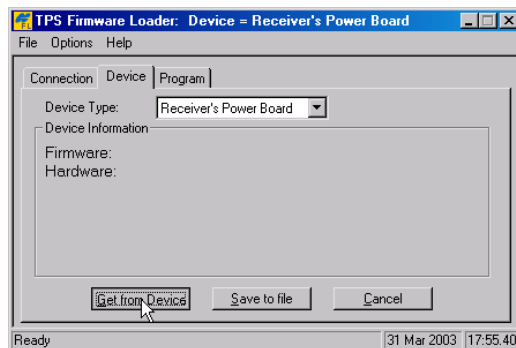 TPS Firmware Loader: Device = Receiver's Power Board
File Options Help
Connection Device Program
Device Type: Receiver's Power Board
Device Information
Firmware:
Hardware:
Get from Device Save to file Cancel
Ready 31 Mar 2003 17:55.40